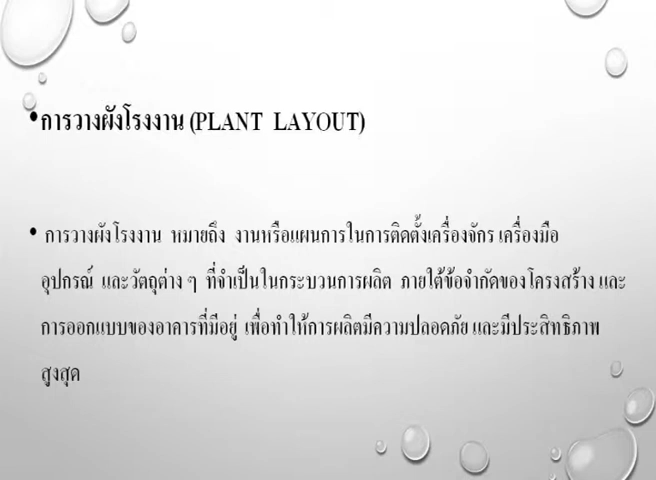 •การวางผังโรงงาน (PLANT LAYOUT)
• การวางผังโรงงาน หมายถึง งานหรือแผนการในการติดตั้งเครื่องจักร เครื่องมือ
อุปกรณ์ และวัตถุต่าง ๆ ที่จำเป็นในกระบวนการผลิต ภายใต้ข้อจำกัดของโครงสร้าง และ
การออกแบบของอาคารที่มีอยู่ เพื่อทำให้การผลิตมีความปลอดภัย และมีประสิทธิภาพ
สูงสุด